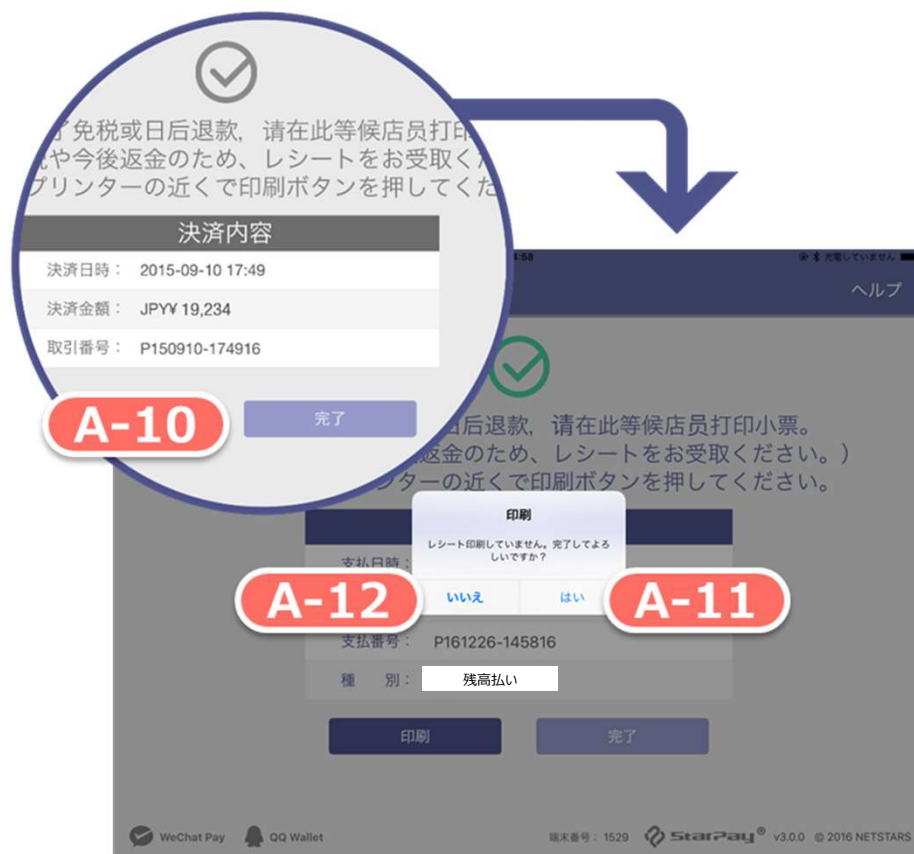 了免税或日后退款，请在此等候店员打印
や今後返金のため、レシートをお受取く
プリンターの近くで印刷ボタンを押してくだ
決済内容
決済日時： 2015-09-10 17:49
決済金額： JPY¥ 19,234
取引番号： P150910-174916
A-10
完了
4:58
充電していません
ヘルプ
日后退款，请在此等候店员打印小票。
返金のため、レシートをお受取ください。）
ターの近くで印刷ボタンを押してください。
印刷
レシート印刷していません。完了してよろ
しいですか？
支払日時：
A-12
いいえ
はい
A-11
支払番号： P161226-145816
種 別： 残高払い
印刷
完了
WeChat Pay
QQ Wallet
端末番号： 1529
StarPay® v3.0.0 © 2016 NETSTARS